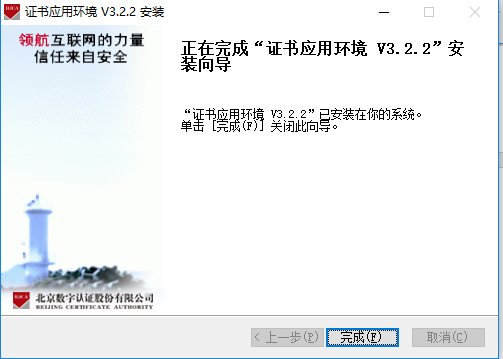 证书应用环境 V3.2.2 安装
领航互联网的力量
信任来自安全
正在完成“证书应用环境 V3.2.2”安
装向导
“证书应用环境 V3.2.2”已安装在你的系统。
单击 [完成(F)] 关闭此向导。
BJCA
北京数字认证股份有限公司
BEIJING CERTIFICATE AUTHORITY
< 上一步(P)
完成(F)
取消(C)